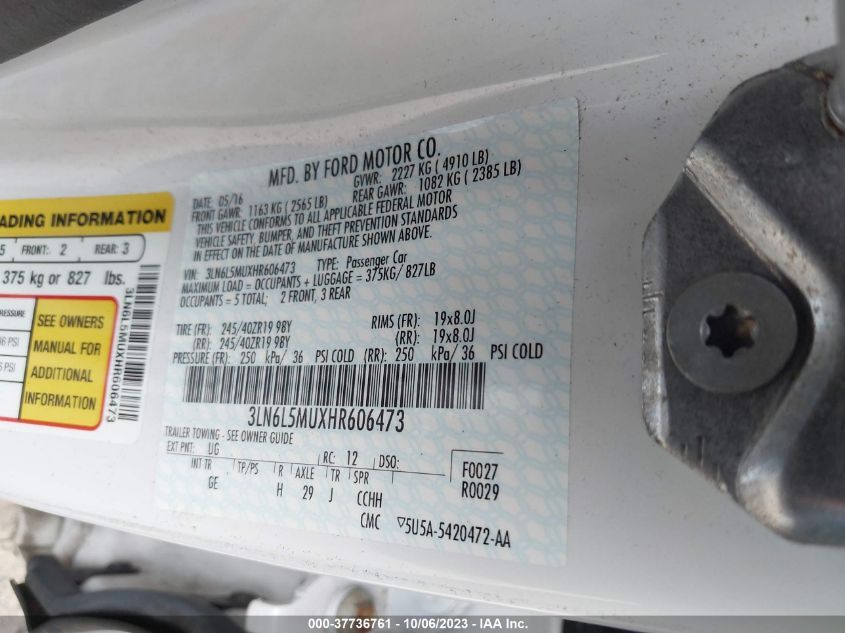 MFD. BY FORD MOTOR CO.
DATE: 05/16 GVWR: 2227 KG ( 4910 LB)
FRONT GAWR: 1163 KG ( 2565 LB) REAR GAWR: 1082 KG ( 2385 LB)
THIS VEHICLE CONFORMS TO ALL APPLICABLE FEDERAL MOTOR
VEHICLE SAFETY, BUMPER, AND THEFT PREVENTION STANDARDS
IN EFFECT ON THE DATE OF MANUFACTURE SHOWN ABOVE.
VIN: 3LN6L5MUXHR606473 TYPE: Passenger Car
MAXIMUM LOAD = OCCUPANTS + LUGGAGE = 375KG/ 827LB
OCCUPANTS = 5 TOTAL; 2 FRONT, 3 REAR
TIRE (FR): 245/40ZR19 98Y RIMS (FR): 19x8.0J
(RR): 245/40ZR19 98Y (RR): 19x8.0J
PRESSURE (FR): 250 kPa/ 36 PSI COLD (RR): 250 kPa/ 36 PSI COLD
3LN6L5MUXHR606473
TRAILER TOWING - SEE OWNER GUIDE
EXT PNT: UG RC: 12 DSO: F0027
INT TR TP/PS R AXLE TR SPR R0029
GE H 29 J CCHH
CMC ▽5U5A-5420472-AA
ADING INFORMATION
5 FRONT: 2 REAR: 3
375 kg or 827 lbs.
RESSURE
36 PSI
PSI
SEE OWNERS
MANUAL FOR
ADDITIONAL
INFORMATION
3LN6L5MUXHR606473
000-37736761 - 10/06/2023 - IAA Inc.